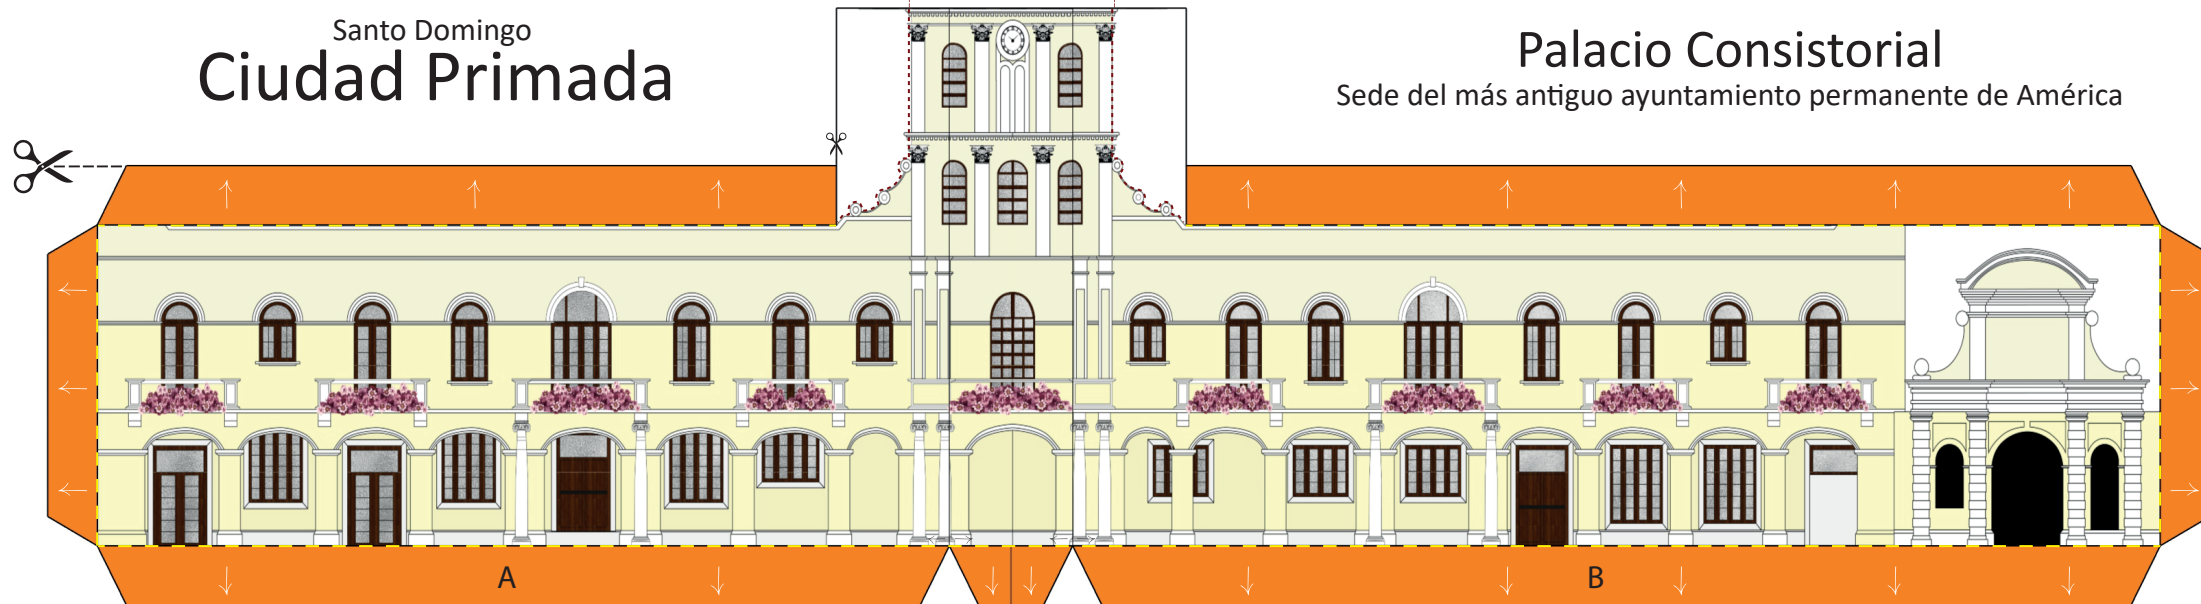 Santo Domingo
Ciudad Primada
Palacio Consistorial
Sede del más antiguo ayuntamiento permanente de América
A
B